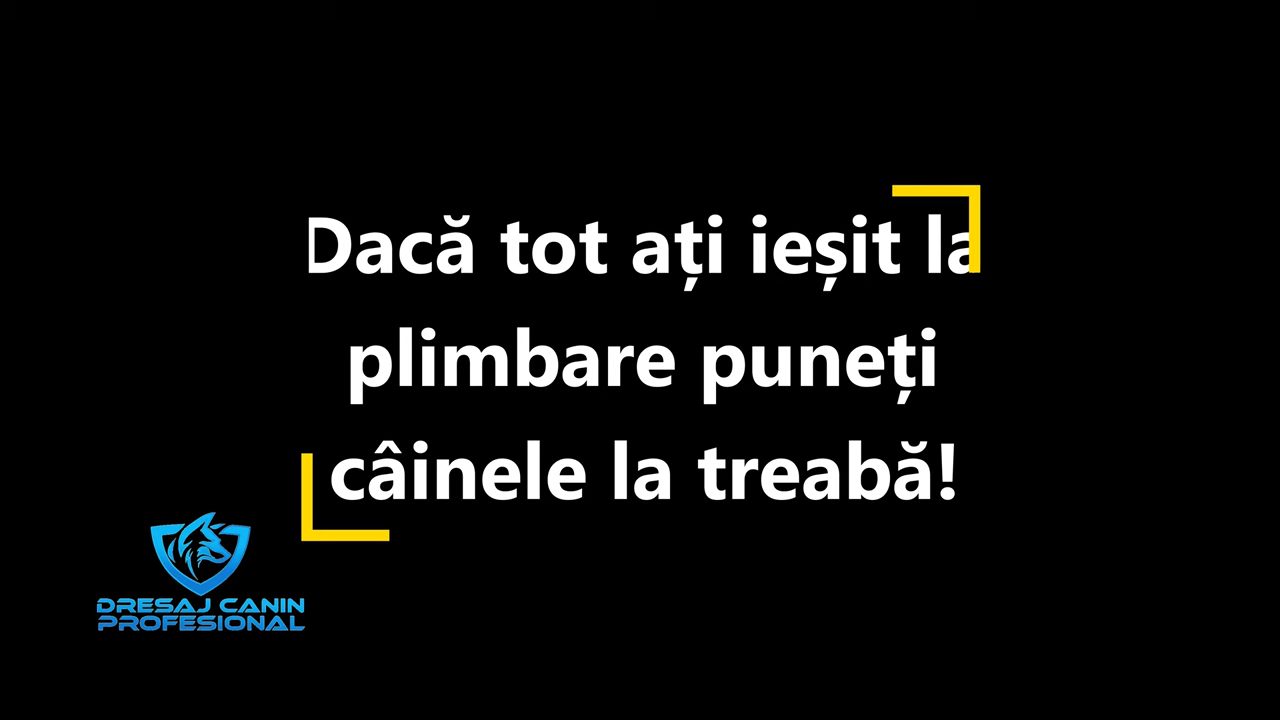 Dacă tot ați ieșit la
plimbare puneți
câinele la treabă!
DRESAJ CANIN
PROFESIONAL